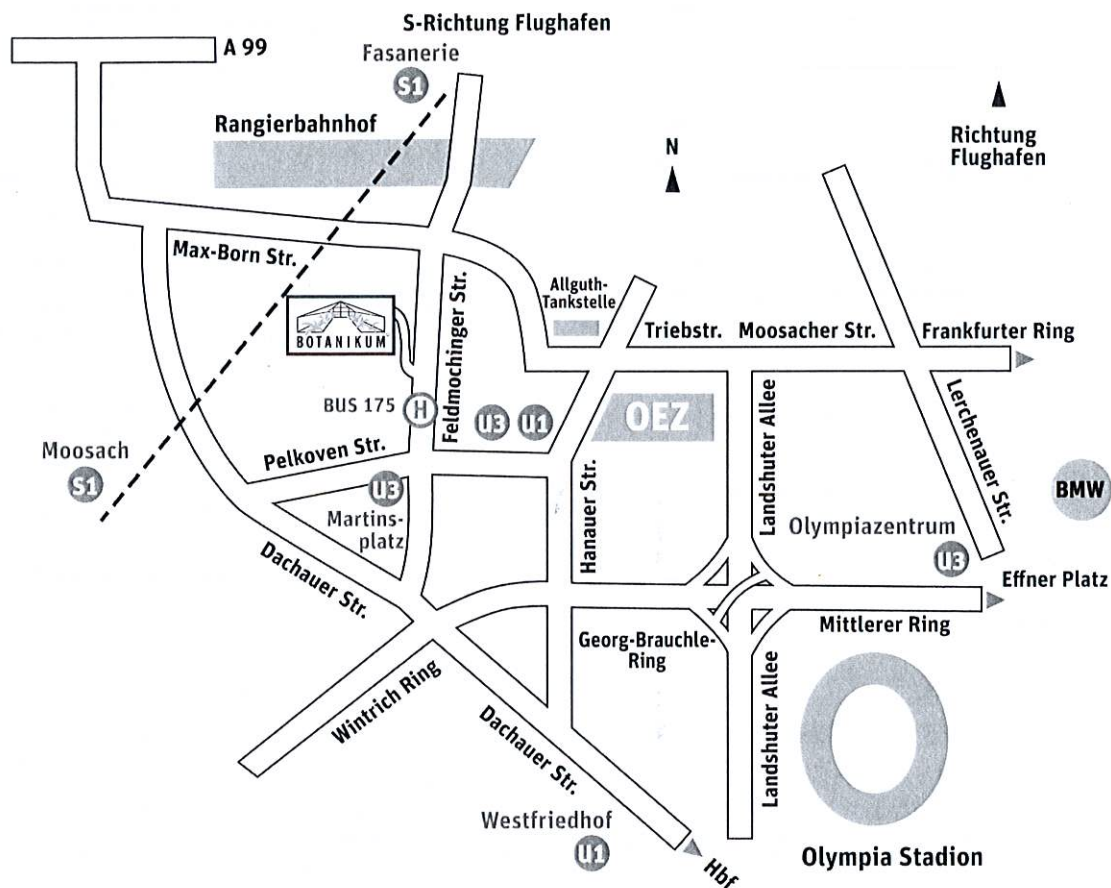 S-Richtung Flughafen
A 99
Fasanerie
S1
Rangierbahnhof
N
Richtung
Flughafen
Max-Born Str.
Feldmochinger Str.
Allguth-
Tankstelle
Triebstr.
Moosacher Str.
Frankfurter Ring
BOTANIKUM
BUS 175
H
U3
U1
OEZ
Landshuter Allee
Lerchenauer Str.
Moosach
S1
Pelkoven Str.
U3
Martins-
platz
Hanauer Str.
BMW
Olympiazentrum
U3
Effner Platz
Dachauer Str.
Mittlerer Ring
Georg-Brauchle-
Ring
Wintrich Ring
Dachauer Str.
Landshuter Allee
Westfriedhof
U1
Hbf
Olympia Stadion